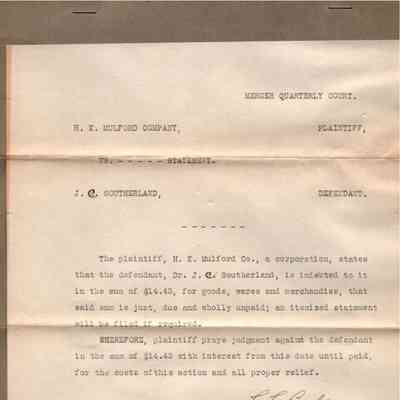 MERCER QUARTERLY COURT.
H. K. MULFORD COMPANY, PLAINTIFF,
VS. - - - - - STATEMENT.
J. C. SOUTHERLAND, DEFENDANT.
- - - - - - -
The plaintiff, H. K. Mulford Co., a corporation, states
that the defendant, Dr. J. C. Southerland, is indebted to it
in the sum of $14.43, for goods, wares and merchandise, that
said sum is just, due and wholly unpaid; an itemized statement
will be filed if required.
WHEREFORE, plaintiff prays judgment against the defendant
in the sum of $14.43 with interest from this date until paid,
for the costs of this action and all proper relief.